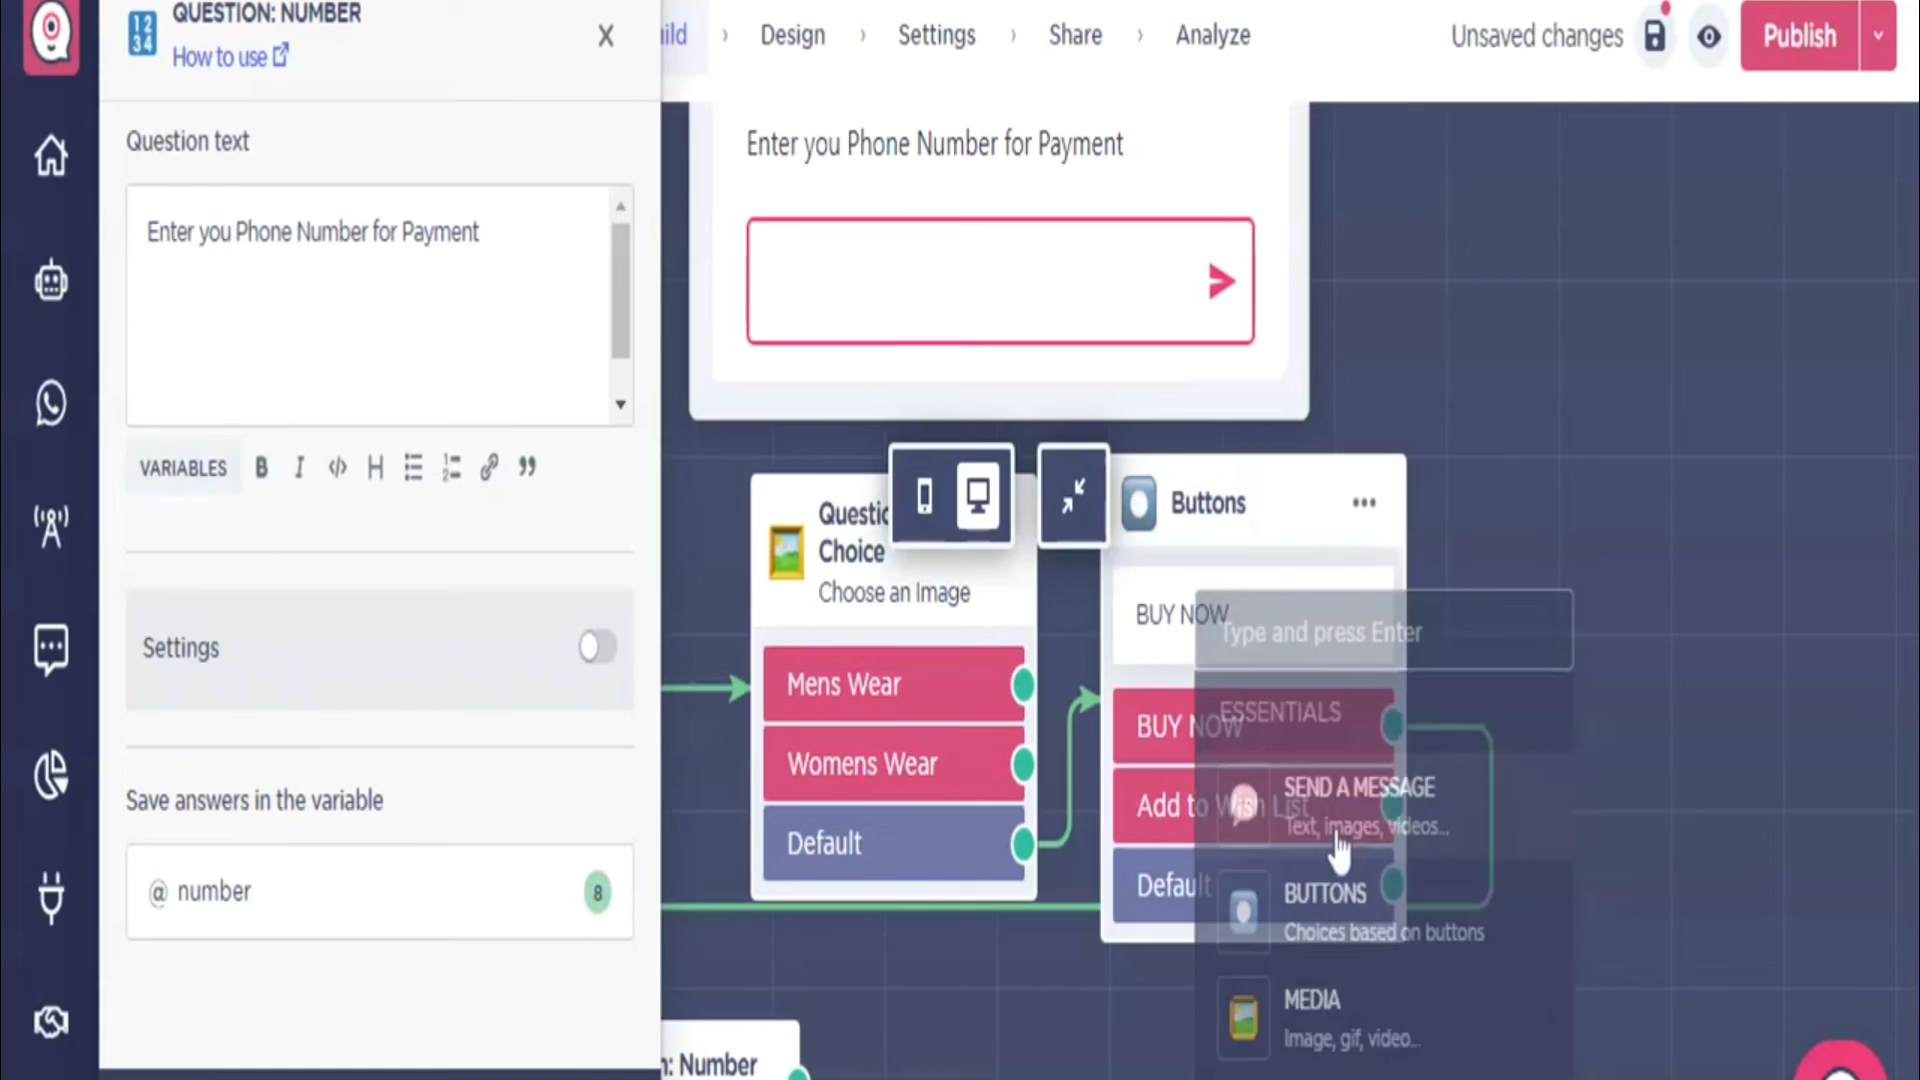 QUESTION: NUMBER
How to use
X
Design
Settings
Share
Analyze
Unsaved changes
Publish
Question text
Enter you Phone Number for Payment
VARIABLES
B I </> H
Settings
Save answers in the variable
@ number
8
Enter you Phone Number for Payment
Choice
Choose an Image
Mens Wear
Womens Wear
Default
Buttons
BUY NOW
BUY NOW
Add to Wish List
Default
Type and press Enter
ESSENTIALS
SEND A MESSAGE
Text, images, videos...
BUTTONS
Choices based on buttons
MEDIA
Image, gif, video...
: Number